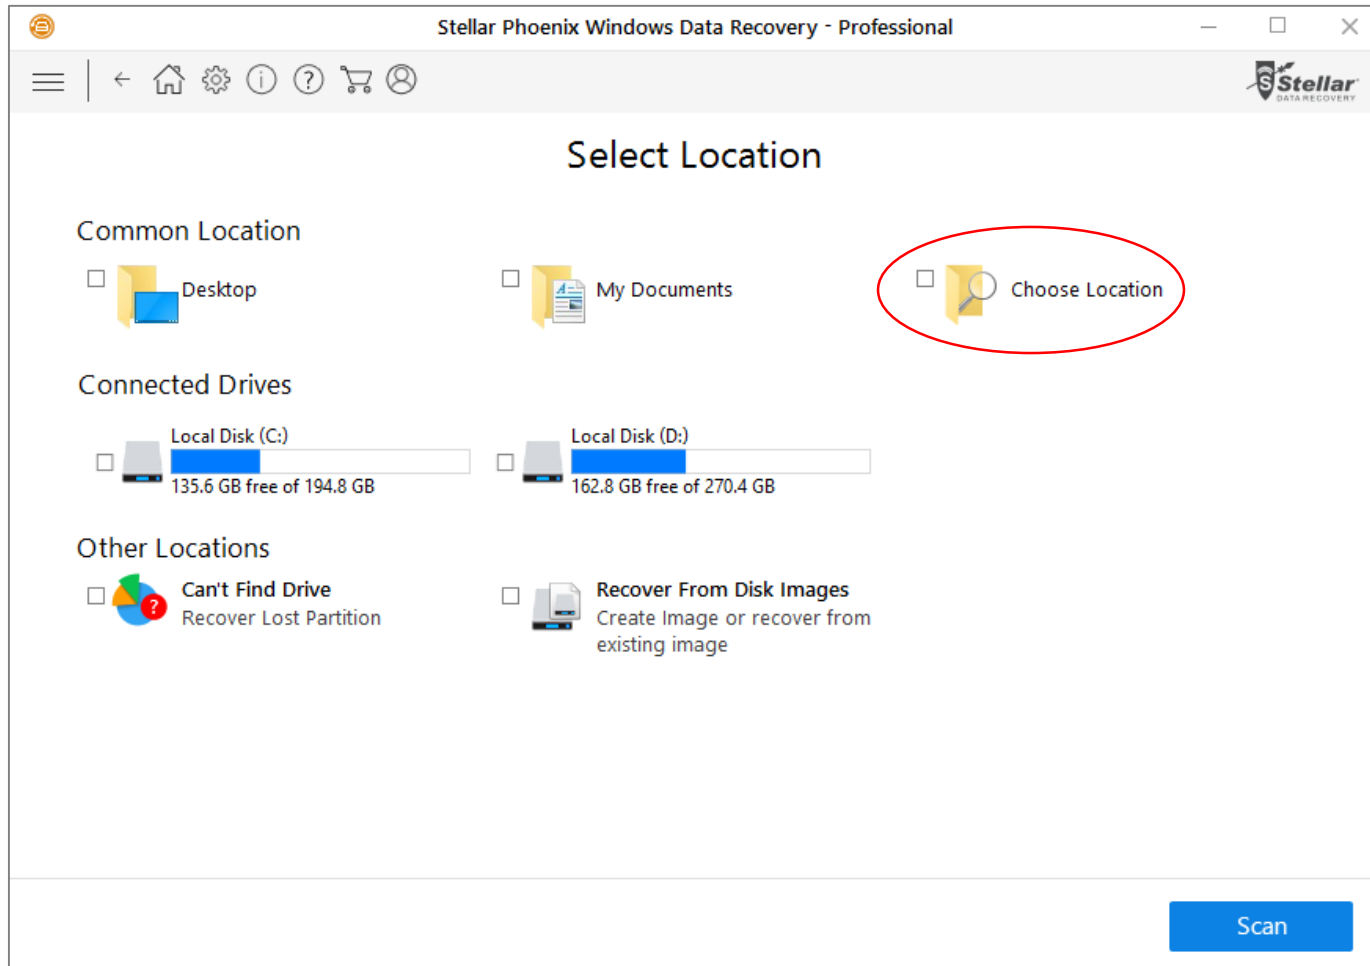 Stellar Phoenix Windows Data Recovery - Professional
Stellar
DATA RECOVERY
Select Location
Common Location
Desktop
My Documents
Choose Location
Connected Drives
Local Disk (C:)
135.6 GB free of 194.8 GB
Local Disk (D:)
162.8 GB free of 270.4 GB
Other Locations
Can't Find Drive
Recover Lost Partition
Recover From Disk Images
Create Image or recover from
existing image
Scan